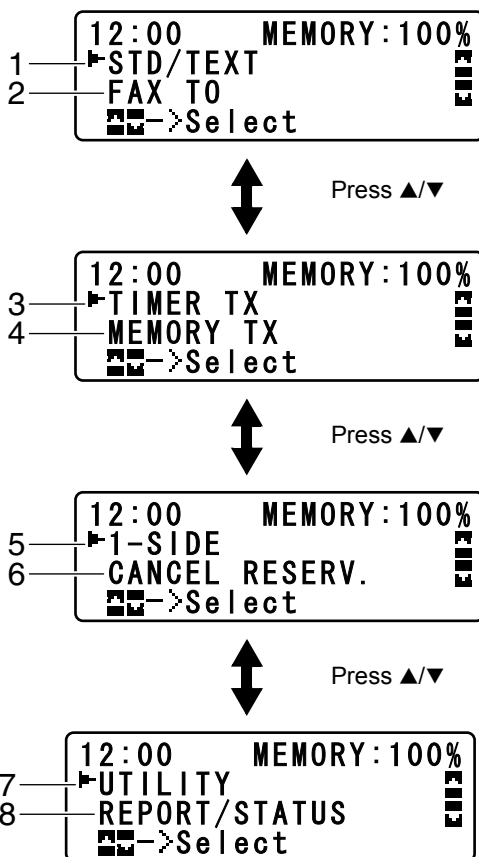 12:00 MEMORY:100%
1 STD/TEXT
2 FAX TO
->Select
Press ▲/▼
12:00 MEMORY:100%
3 TIMER TX
4 MEMORY TX
->Select
Press ▲/▼
12:00 MEMORY:100%
5 1-SIDE
6 CANCEL RESERV.
->Select
Press ▲/▼
12:00 MEMORY:100%
7 UTILITY
8 REPORT/STATUS
->Select